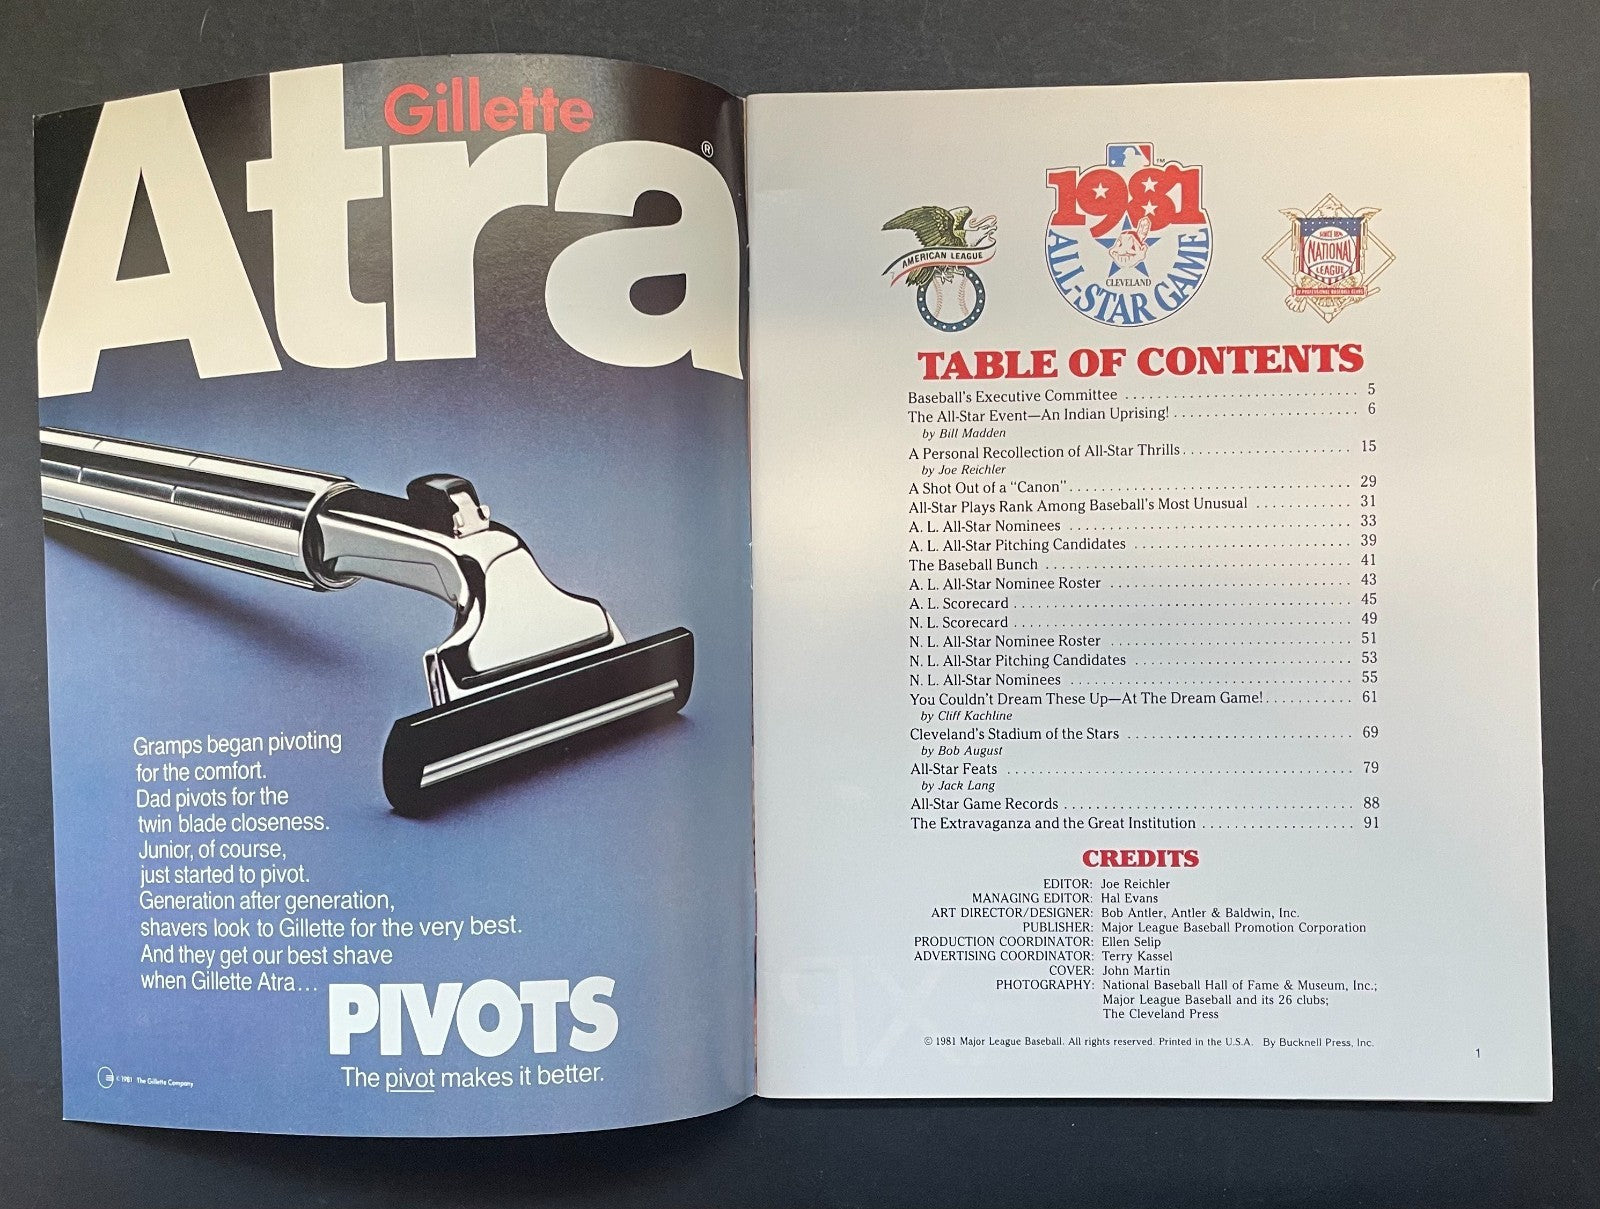 Gillette
Atra®
Gramps began pivoting
for the comfort.
Dad pivots for the
twin blade closeness.
Junior, of course,
just started to pivot.
Generation after generation,
shavers look to Gillette for the very best.
And they get our best shave
when Gillette Atra...
PIVOTS
The pivot makes it better.
© 1981 The Gillette Company
AMERICAN LEAGUE
1981
™
ALL-STAR GAME
CLEVELAND
SINCE 1876
NATIONAL
LEAGUE
OF PROFESSIONAL BASEBALL CLUBS
TABLE OF CONTENTS
Baseball's Executive Committee 5
The All-Star Event—An Indian Uprising! 6
by Bill Madden
A Personal Recollection of All-Star Thrills 15
by Joe Reichler
A Shot Out of a "Canon" 29
All-Star Plays Rank Among Baseball's Most Unusual 31
A. L. All-Star Nominees 33
A. L. All-Star Pitching Candidates 39
The Baseball Bunch 41
A. L. All-Star Nominee Roster 43
A. L. Scorecard 45
N. L. Scorecard 49
N. L. All-Star Nominee Roster 51
N. L. All-Star Pitching Candidates 53
N. L. All-Star Nominees 55
You Couldn't Dream These Up—At The Dream Game! 61
by Cliff Kachline
Cleveland's Stadium of the Stars 69
by Bob August
All-Star Feats 79
by Jack Lang
All-Star Game Records 88
The Extravaganza and the Great Institution 91
CREDITS
EDITOR: Joe Reichler
MANAGING EDITOR: Hal Evans
ART DIRECTOR/DESIGNER: Bob Antler, Antler & Baldwin, Inc.
PUBLISHER: Major League Baseball Promotion Corporation
PRODUCTION COORDINATOR: Ellen Selip
ADVERTISING COORDINATOR: Terry Kassel
COVER: John Martin
PHOTOGRAPHY: National Baseball Hall of Fame & Museum, Inc.;
Major League Baseball and its 26 clubs;
The Cleveland Press
© 1981 Major League Baseball. All rights reserved. Printed in the U.S.A. By Bucknell Press, Inc.
1